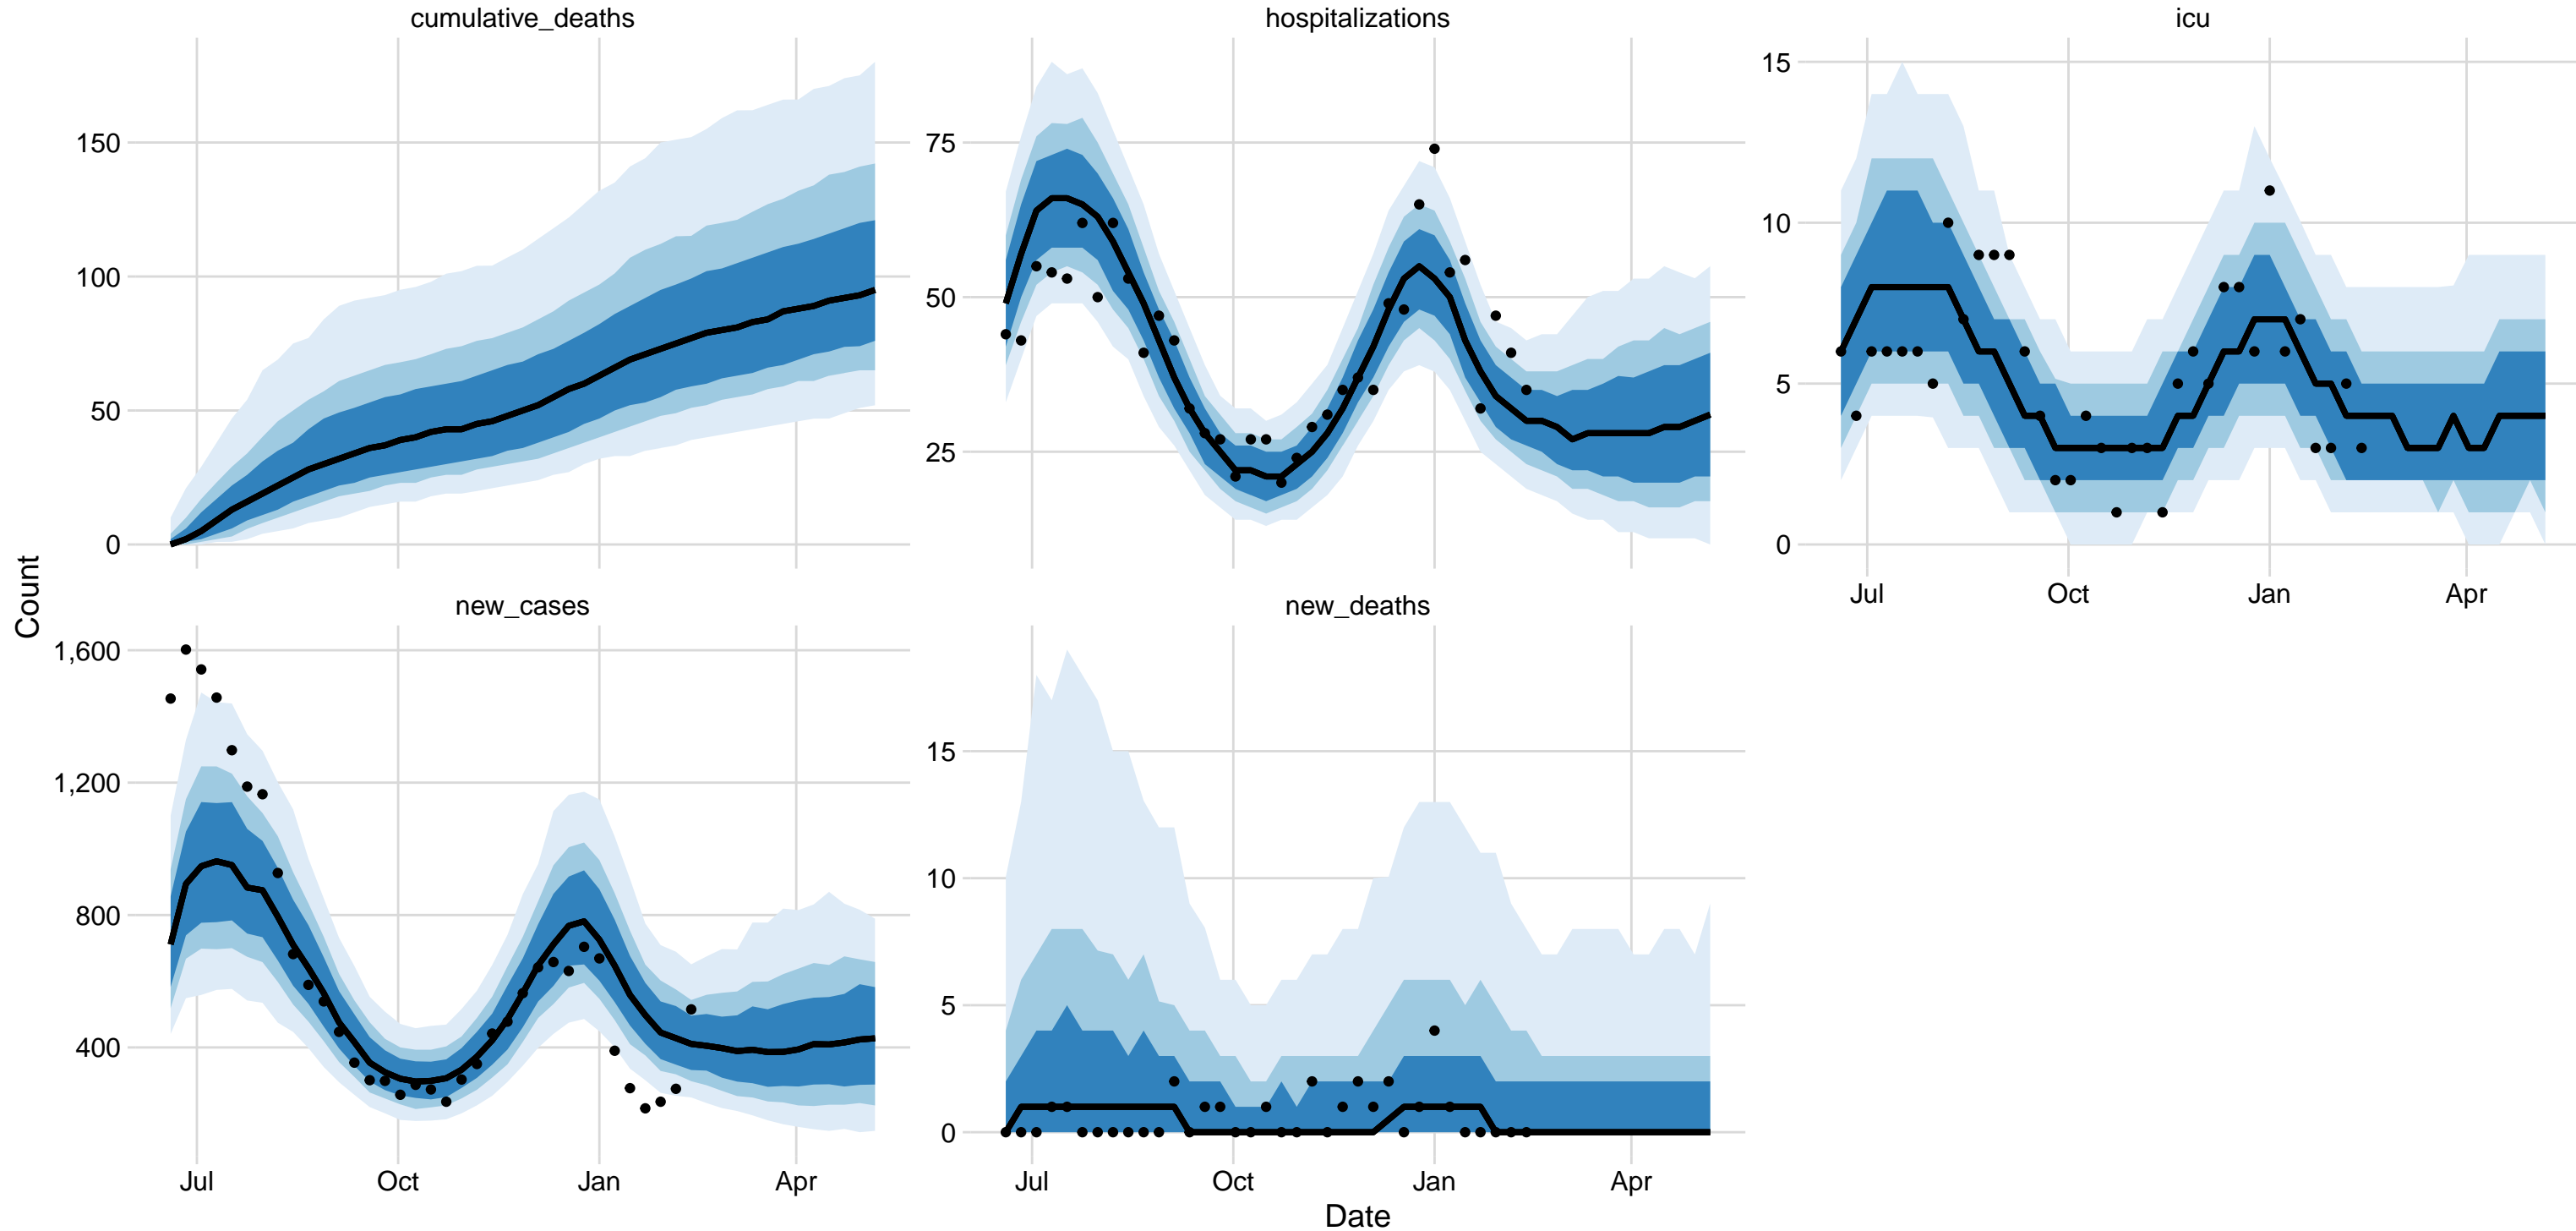 cumulative_deaths
hospitalizations
icu
150
100
50
0
75
50
25
15
10
5
0
Jul Oct Jan Apr
Count
new_cases
new_deaths
1,600
1,200
800
400
15
10
5
0
Jul Oct Jan Apr
Jul Oct Jan Apr
Date